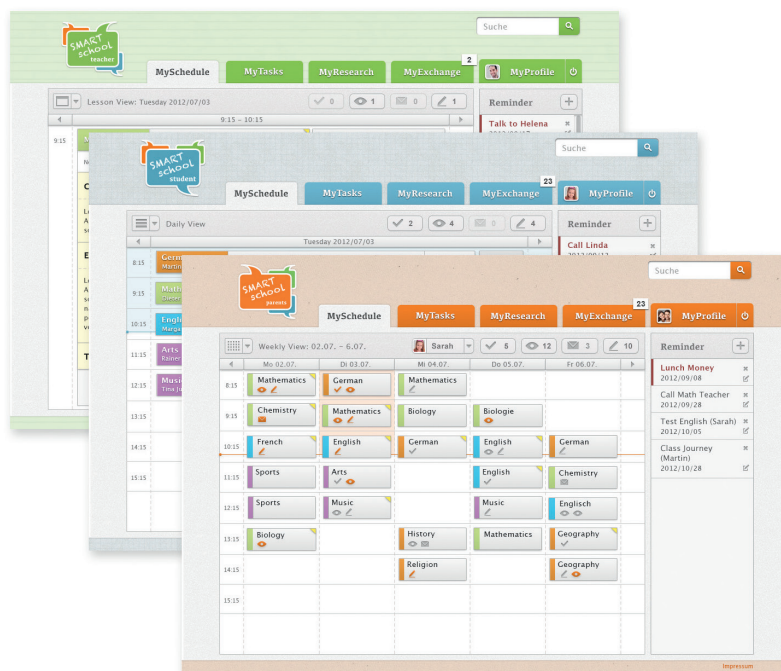 Suche
SMART
school
teacher
2
MySchedule MyTasks MyResearch MyExchange MyProfile
Lesson View: Tuesday 2012/07/03 0 1 0 1 Reminder
9:15 - 10:15
Talk to Helena
9:15
Suche
SMART
school
student
23
MySchedule MyTasks MyResearch MyExchange MyProfile
Daily View 2 4 0 4 Reminder
Tuesday 2012/07/03
Call Linda
8:15
9:15
10:15
11:15 Arts
12:15
13:15
14:15
15:15
Suche
SMART
school
parents
23
MySchedule MyTasks MyResearch MyExchange MyProfile
Weekly View: 02.07. - 6.07. Sarah 5 12 3 10 Reminder
Mo 02.07. Di 03.07. Mi 04.07. Do 05.07. Fr 06.07.
8:15 Mathematics German Mathematics
9:15 Chemistry Mathematics Biology Biologie
10:15 French English German English German
11:15 Sports Arts English Chemistry
12:15 Sports Music Music Englisch
13:15 Biology History Mathematics Geography
14:15 Religion Geography
15:15
Lunch Money
2012/09/08
Call Math Teacher
2012/09/28
Test English (Sarah)
2012/10/05
Class Journey
(Martin)
2012/10/28
Impressum